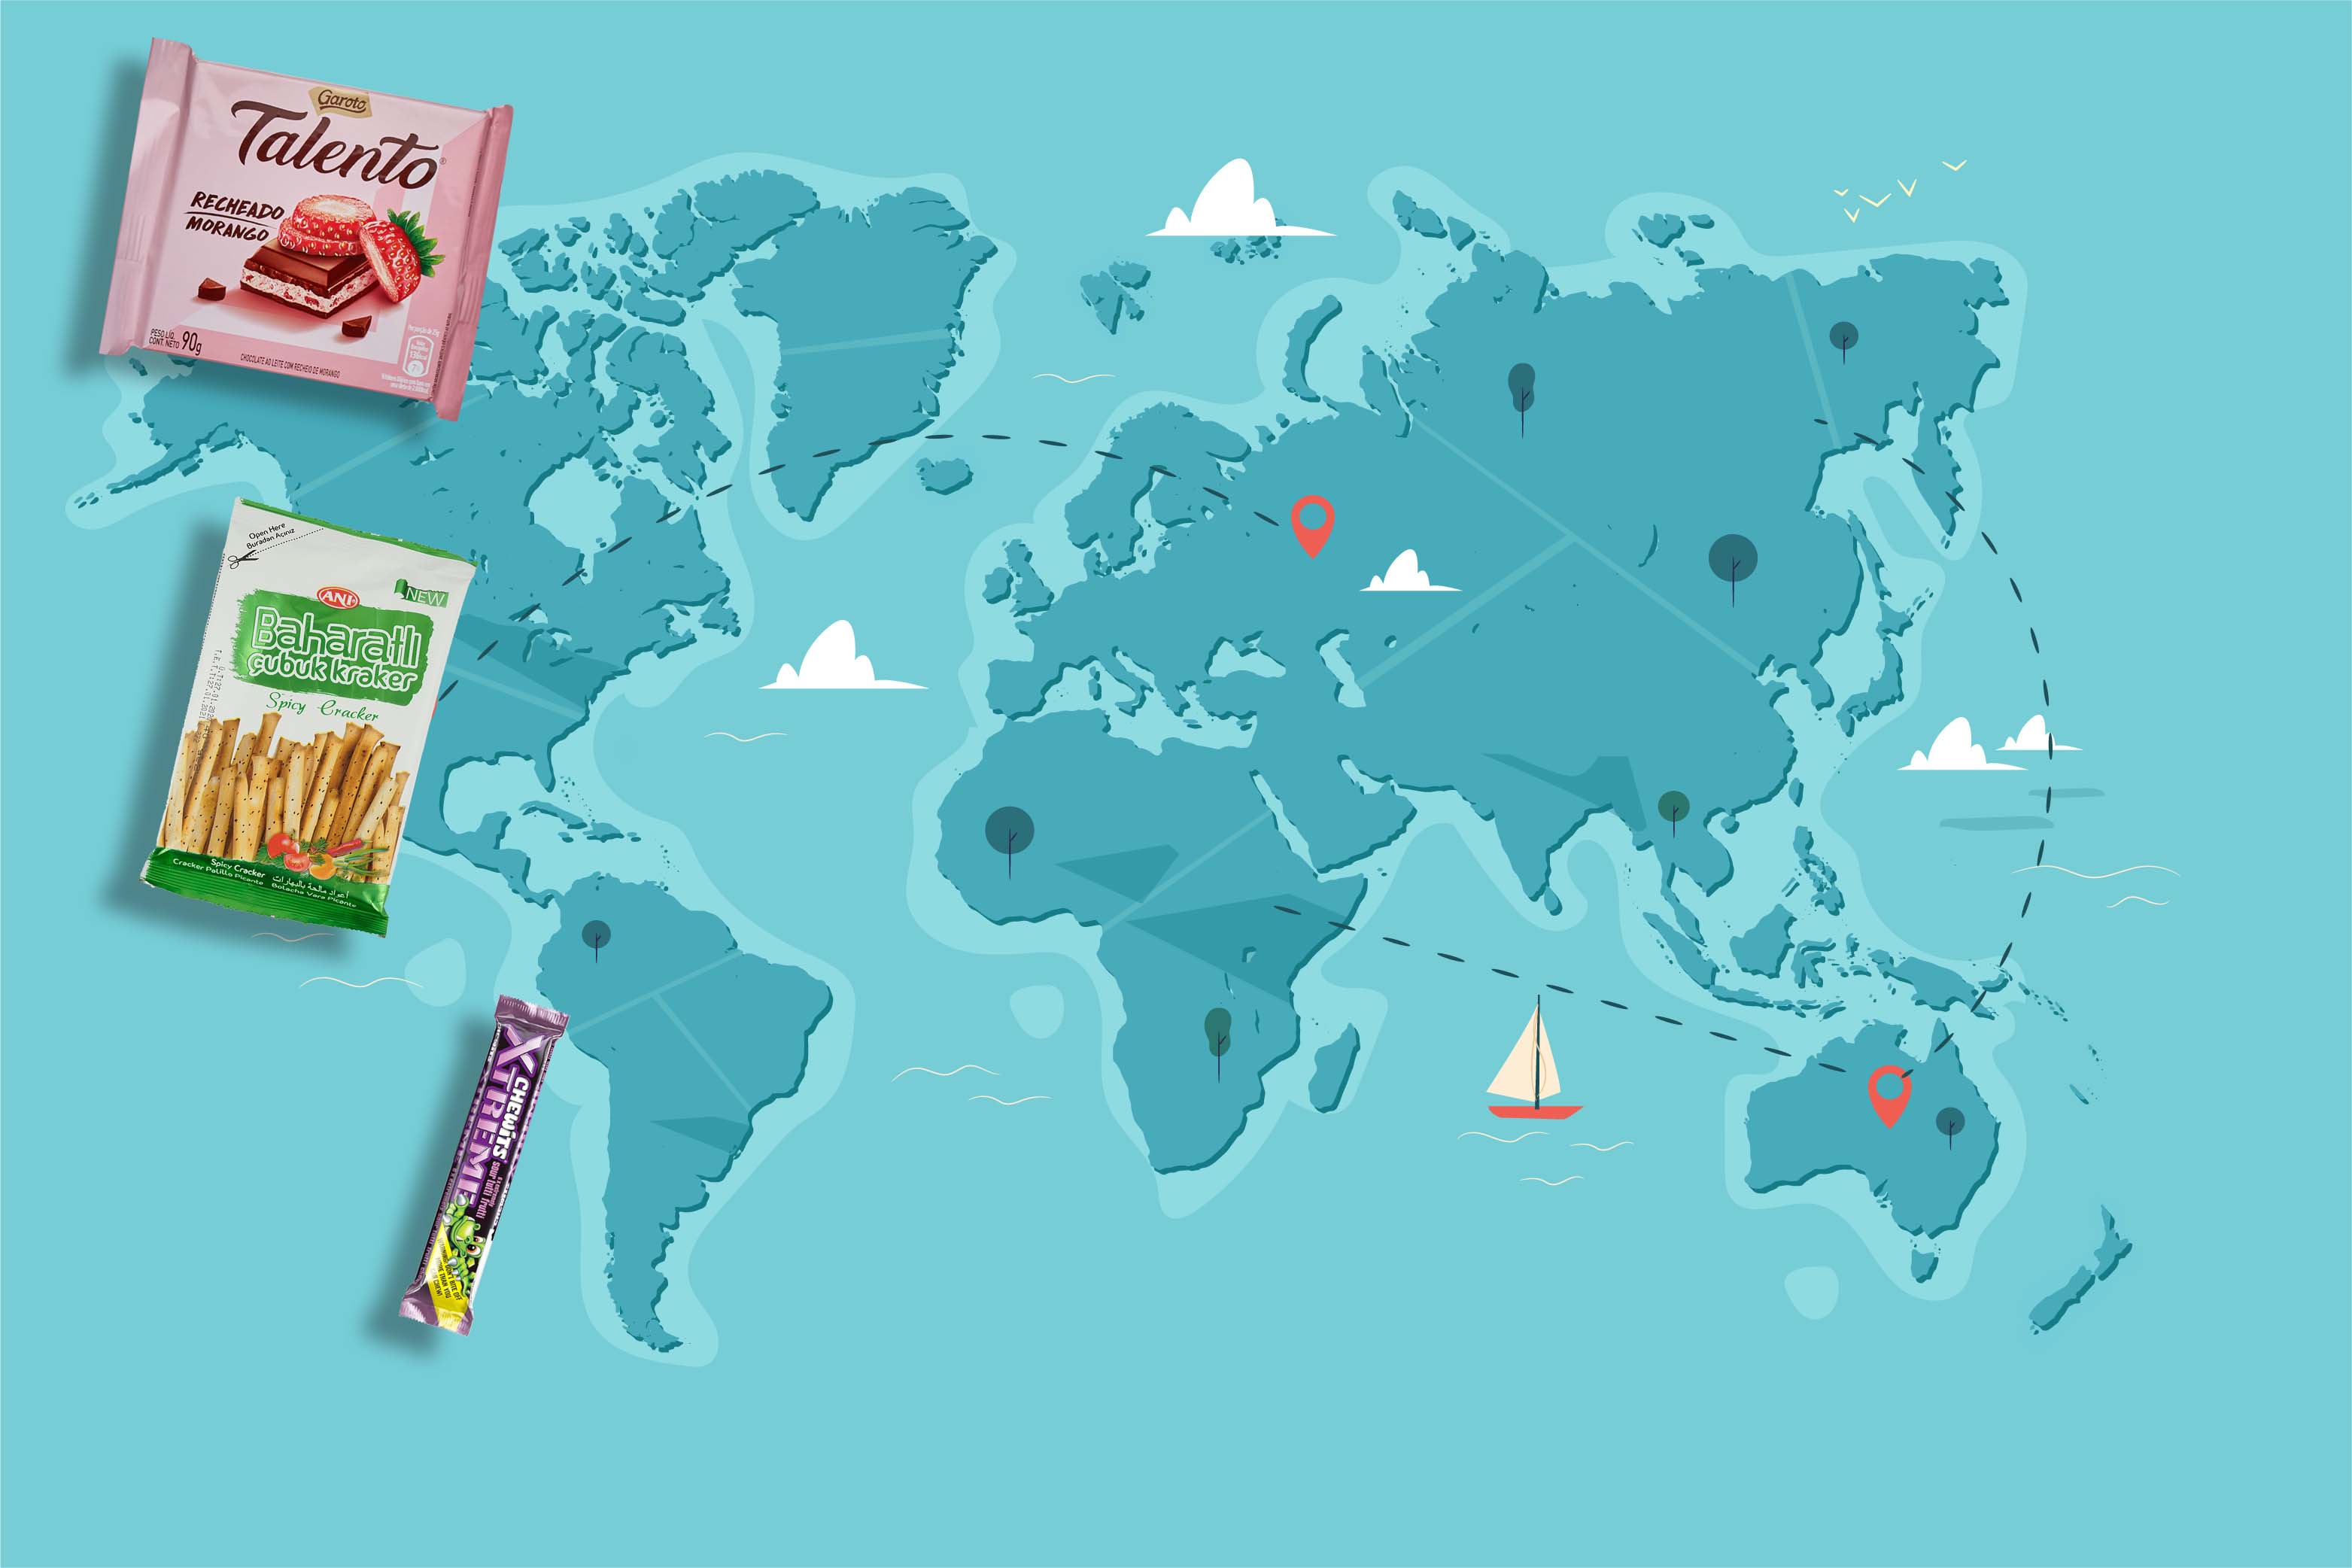 Garoto
Talento
RECHEADO
MORANGO
PESO LÍQ.
CONT. NETO 90g
CHOCOLATE AO LEITE COM RECHEIO DE MORANGO
Open Here
Buradan Açınız
ANI
NEW
Baharatlı
çubuk kraker
Spicy Cracker
Spicy Cracker
Cracker Palillo Picante
أعواد مالحة بالبهارات
Bolacha Vara Picante
CHEWITS
XTREME
sour tutti frutti